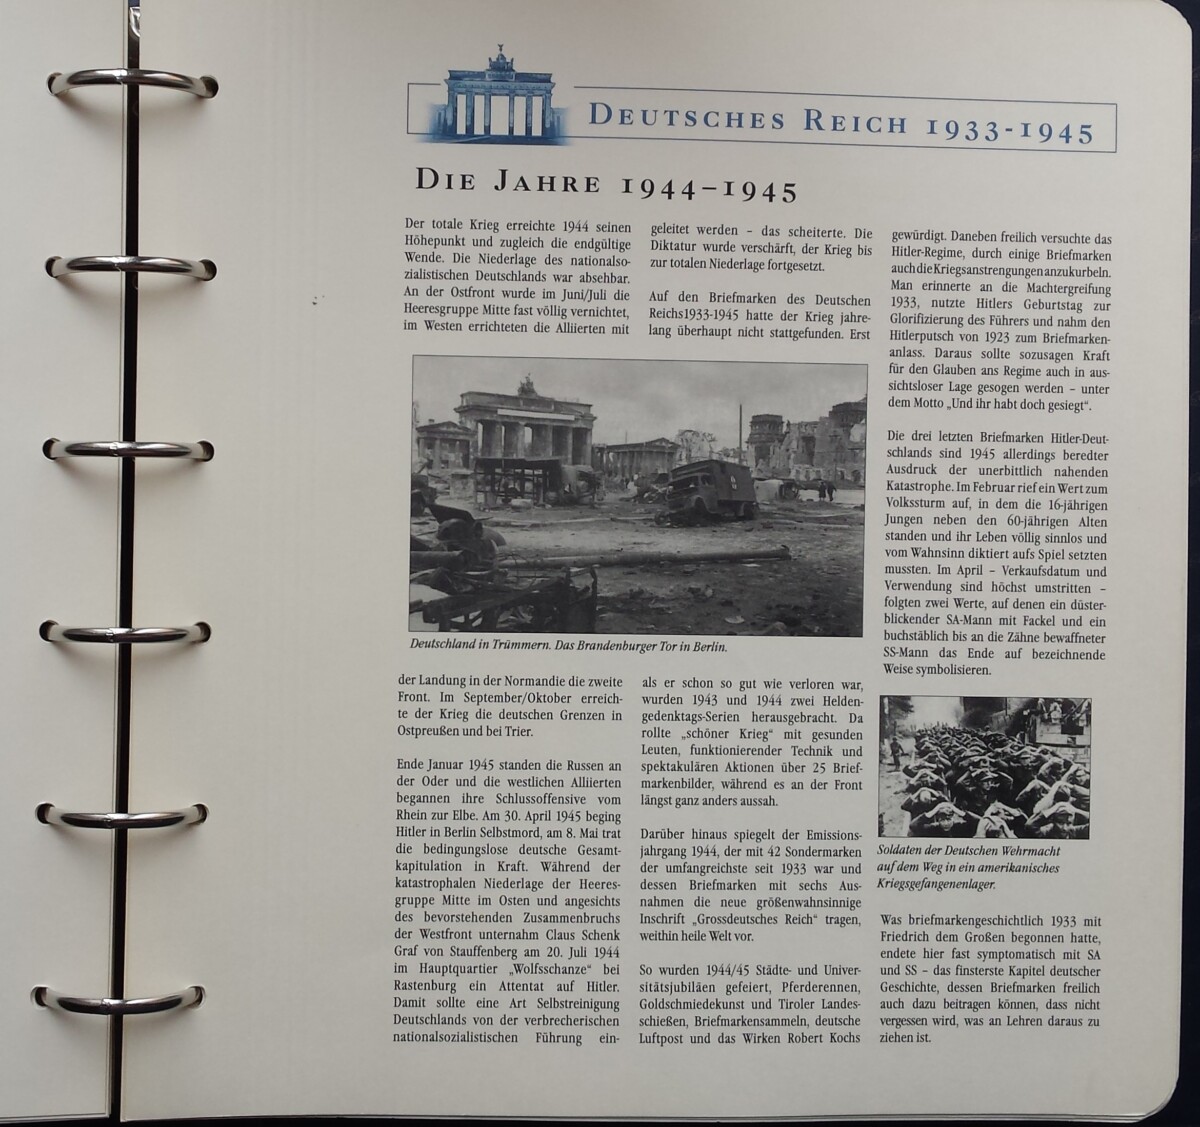 DEUTSCHES REICH 1933-1945
DIE JAHRE 1944–1945
Der totale Krieg erreichte 1944 seinen
Höhepunkt und zugleich die endgültige
Wende. Die Niederlage des nationalso-
zialistischen Deutschlands war absehbar.
An der Ostfront wurde im Juni/Juli die
Heeresgruppe Mitte fast völlig vernichtet,
im Westen errichteten die Alliierten mit
der Landung in der Normandie die zweite
Front. Im September/Oktober erreich-
te der Krieg die deutschen Grenzen in
Ostpreußen und bei Trier.
Ende Januar 1945 standen die Russen an
der Oder und die westlichen Alliierten
begannen ihre Schlussoffensive vom
Rhein zur Elbe. Am 30. April 1945 beging
Hitler in Berlin Selbstmord, am 8. Mai trat
die bedingungslose deutsche Gesamt-
kapitulation in Kraft. Während der
katastrophalen Niederlage der Heeres-
gruppe Mitte im Osten und angesichts
des bevorstehenden Zusammenbruchs
der Westfront unternahm Claus Schenk
Graf von Stauffenberg am 20. Juli 1944
im Hauptquartier „Wolfsschanze“ bei
Rastenburg ein Attentat auf Hitler.
Damit sollte eine Art Selbstreinigung
Deutschlands von der verbrecherischen
nationalsozialistischen Führung ein-
geleitet werden – das scheiterte. Die
Diktatur wurde verschärft, der Krieg bis
zur totalen Niederlage fortgesetzt.
Auf den Briefmarken des Deutschen
Reichs1933-1945 hatte der Krieg jahre-
lang überhaupt nicht stattgefunden. Erst
Deutschland in Trümmern. Das Brandenburger Tor in Berlin.
als er schon so gut wie verloren war,
wurden 1943 und 1944 zwei Helden-
gedenktags-Serien herausgebracht. Da
rollte „schöner Krieg“ mit gesunden
Leuten, funktionierender Technik und
spektakulären Aktionen über 25 Brief-
markenbilder, während es an der Front
längst ganz anders aussah.
Darüber hinaus spiegelt der Emissions-
jahrgang 1944, der mit 42 Sondermarken
der umfangreichste seit 1933 war und
dessen Briefmarken mit sechs Aus-
nahmen die neue größenwahnsinnige
Inschrift „Grossdeutsches Reich“ tragen,
weithin heile Welt vor.
So wurden 1944/45 Städte- und Univer-
sitätsjubiläen gefeiert, Pferderennen,
Goldschmiedekunst und Tiroler Landes-
schießen, Briefmarkensammeln, deutsche
Luftpost und das Wirken Robert Kochs
gewürdigt. Daneben freilich versuchte das
Hitler-Regime, durch einige Briefmarken
auch die Kriegsanstrengungen anzukurbeln.
Man erinnerte an die Machtergreifung
1933, nutzte Hitlers Geburtstag zur
Glorifizierung des Führers und nahm den
Hitlerputsch von 1923 zum Briefmarken-
anlass. Daraus sollte sozusagen Kraft
für den Glauben ans Regime auch in aus-
sichtsloser Lage gesogen werden – unter
dem Motto „Und ihr habt doch gesiegt“.
Die drei letzten Briefmarken Hitler-Deut-
schlands sind 1945 allerdings beredter
Ausdruck der unerbittlich nahenden
Katastrophe. Im Februar rief ein Wert zum
Volkssturm auf, in dem die 16-jährigen
Jungen neben den 60-jährigen Alten
standen und ihr Leben völlig sinnlos und
vom Wahnsinn diktiert aufs Spiel setzten
mussten. Im April – Verkaufsdatum und
Verwendung sind höchst umstritten –
folgten zwei Werte, auf denen ein düster-
blickender SA-Mann mit Fackel und ein
buchstäblich bis an die Zähne bewaffneter
SS-Mann das Ende auf bezeichnende
Weise symbolisieren.
Soldaten der Deutschen Wehrmacht
auf dem Weg in ein amerikanisches
Kriegsgefangenenlager.
Was briefmarkengeschichtlich 1933 mit
Friedrich dem Großen begonnen hatte,
endete hier fast symptomatisch mit SA
und SS – das finsterste Kapitel deutscher
Geschichte, dessen Briefmarken freilich
auch dazu beitragen können, dass nicht
vergessen wird, was an Lehren daraus zu
ziehen ist.